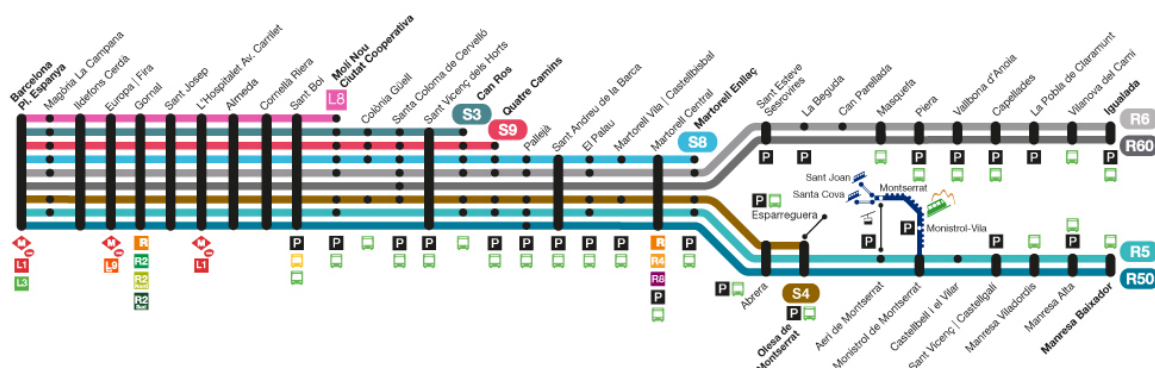 Barcelona
Pl. Espanya
Magòria La Campana
Ildefons Cerdà
Europa | Fira
Gornal
Sant Josep
L'Hospitalet Av. Carrilet
Almeda
Cornellà Riera
Sant Boi
Molí Nou
Ciutat Cooperativa
L8
Colònia Güell
Santa Coloma de Cervelló
Sant Vicenç dels Horts
Can Ros
S3
Quatre Camins
S9
Pallejà
Sant Andreu de la Barca
El Palau
Martorell Vila | Castellbisbal
Martorell Central
Martorell Enllaç
S8
Sant Esteve
Sesrovires
La Beguda
Can Parellada
Masquefa
Piera
Vallbona d'Anoia
Capellades
La Pobla de Claramunt
Vilanova del Camí
Igualada
R6
R60
P P P P P P P
Sant Joan
Santa Cova
Montserrat
Esparreguera
Monistrol-Vila
P
P
P
M
L1
L3
M
L9
R
R2
R2
R2
M
L1
P P P P P P P P P
R
R4
R8
P
P
P P P
R5
R50
P
S4
P
Abrera
Olesa de
Montserrat
Aeri de Montserrat
Monistrol de Montserrat
Castellbell i el Vilar
Sant Vicenç | Castellgalí
Manresa Viladordis
Manresa Alta
Manresa Baixador